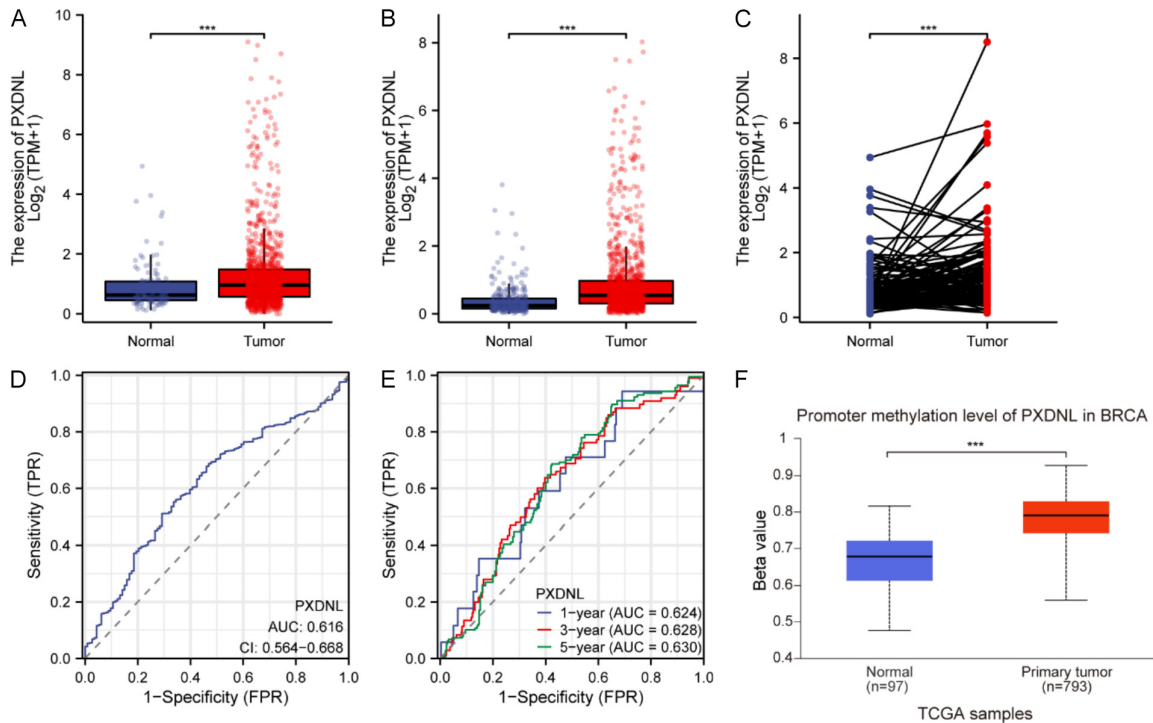 A
The expression of PXDNL
Log2 (TPM+1)
10
8
6
4
2
0
***
Normal
Tumor
B
The expression of PXDNL
Log2 (TPM+1)
8
6
4
2
0
***
Normal
Tumor
C
The expression of PXDNL
Log2 (TPM+1)
8
6
4
2
0
***
Normal
Tumor
D
Sensitivity (TPR)
1.0
0.8
0.6
0.4
0.2
0.0
PXDNL
AUC: 0.616
CI: 0.564−0.668
0.0 0.2 0.4 0.6 0.8 1.0
1−Specificity (FPR)
E
Sensitivity (TPR)
1.0
0.8
0.6
0.4
0.2
0.0
PXDNL
1−year (AUC = 0.624)
3−year (AUC = 0.628)
5−year (AUC = 0.630)
0.0 0.2 0.4 0.6 0.8 1.0
1−Specificity (FPR)
F
Promoter methylation level of PXDNL in BRCA
Beta value
1
0.9
0.8
0.7
0.6
0.5
0.4
***
Normal
(n=97)
Primary tumor
(n=793)
TCGA samples